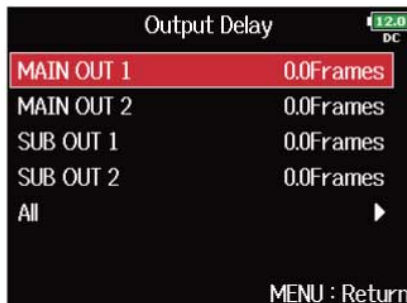 Output Delay
12.0
DC
MAIN OUT 1 0.0Frames
MAIN OUT 2 0.0Frames
SUB OUT 1 0.0Frames
SUB OUT 2 0.0Frames
All
MENU : Return